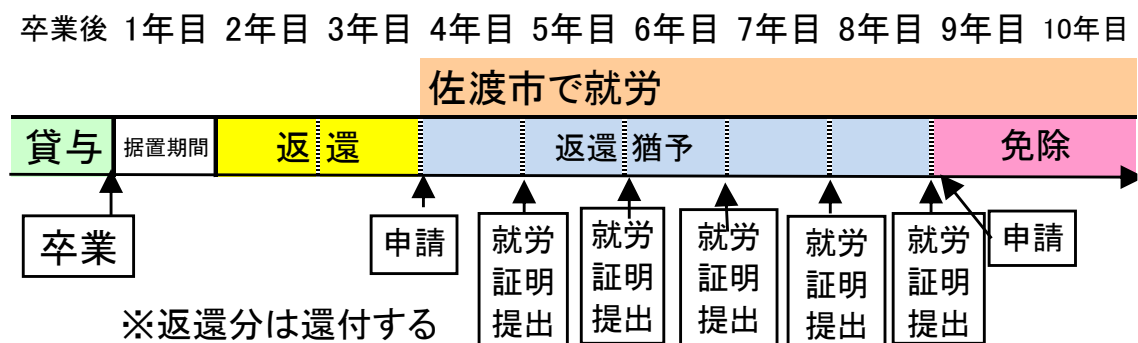 卒業後 1年目 2年目 3年目 4年目 5年目 6年目 7年目 8年目 9年目 10年目
佐渡市で就労
貸与 据置期間 返還 返還猶予 免除
卒業
申請
就労
証明
提出
就労
証明
提出
就労
証明
提出
就労
証明
提出
就労
証明
提出
申請
※返還分は還付する